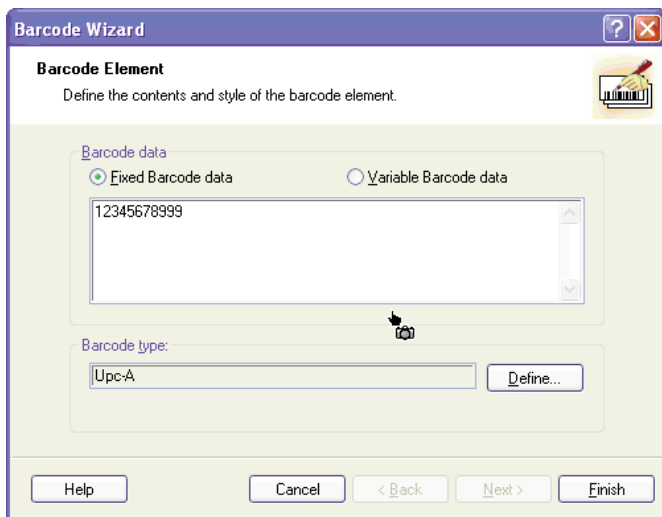 Barcode Wizard
Barcode Element
Define the contents and style of the barcode element.
Barcode data
Fixed Barcode data Variable Barcode data
12345678999
Barcode type:
Upc-A Define...
Help Cancel < Back Next > Finish